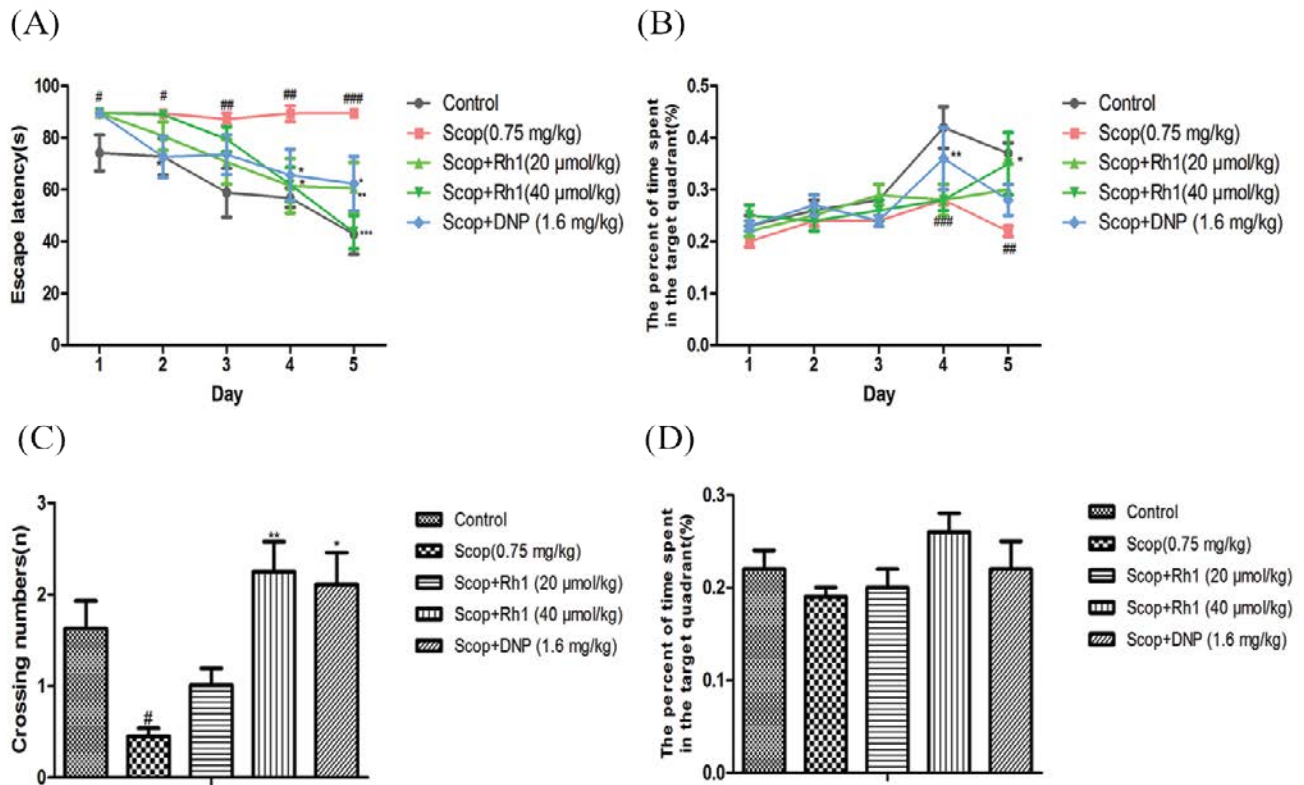 (A)
Escape latency(s)
100
80
60
40
20
0
# # ## ## ###
*
*
*
**
***
1 2 3 4 5
Day
Control
Scop(0.75 mg/kg)
Scop+Rh1(20 µmol/kg)
Scop+Rh1(40 µmol/kg)
Scop+DNP (1.6 mg/kg)
(B)
The percent of time spent
in the target quadrant(%)
0.5
0.4
0.3
0.2
0.1
0.0
**
*
###
##
1 2 3 4 5
Day
Control
Scop(0.75 mg/kg)
Scop+Rh1(20 µmol/kg)
Scop+Rh1(40 µmol/kg)
Scop+DNP (1.6 mg/kg)
(C)
Crossing numbers(n)
3
2
1
0
#
**
*
Control
Scop(0.75 mg/kg)
Scop+Rh1 (20 µmol/kg)
Scop+Rh1 (40 µmol/kg)
Scop+DNP (1.6 mg/kg)
(D)
The percent of time spent
in the target quadrant(%)
0.3
0.2
0.1
0.0
Control
Scop(0.75 mg/kg)
Scop+Rh1 (20 µmol/kg)
Scop+Rh1 (40 µmol/kg)
Scop+DNP (1.6 mg/kg)